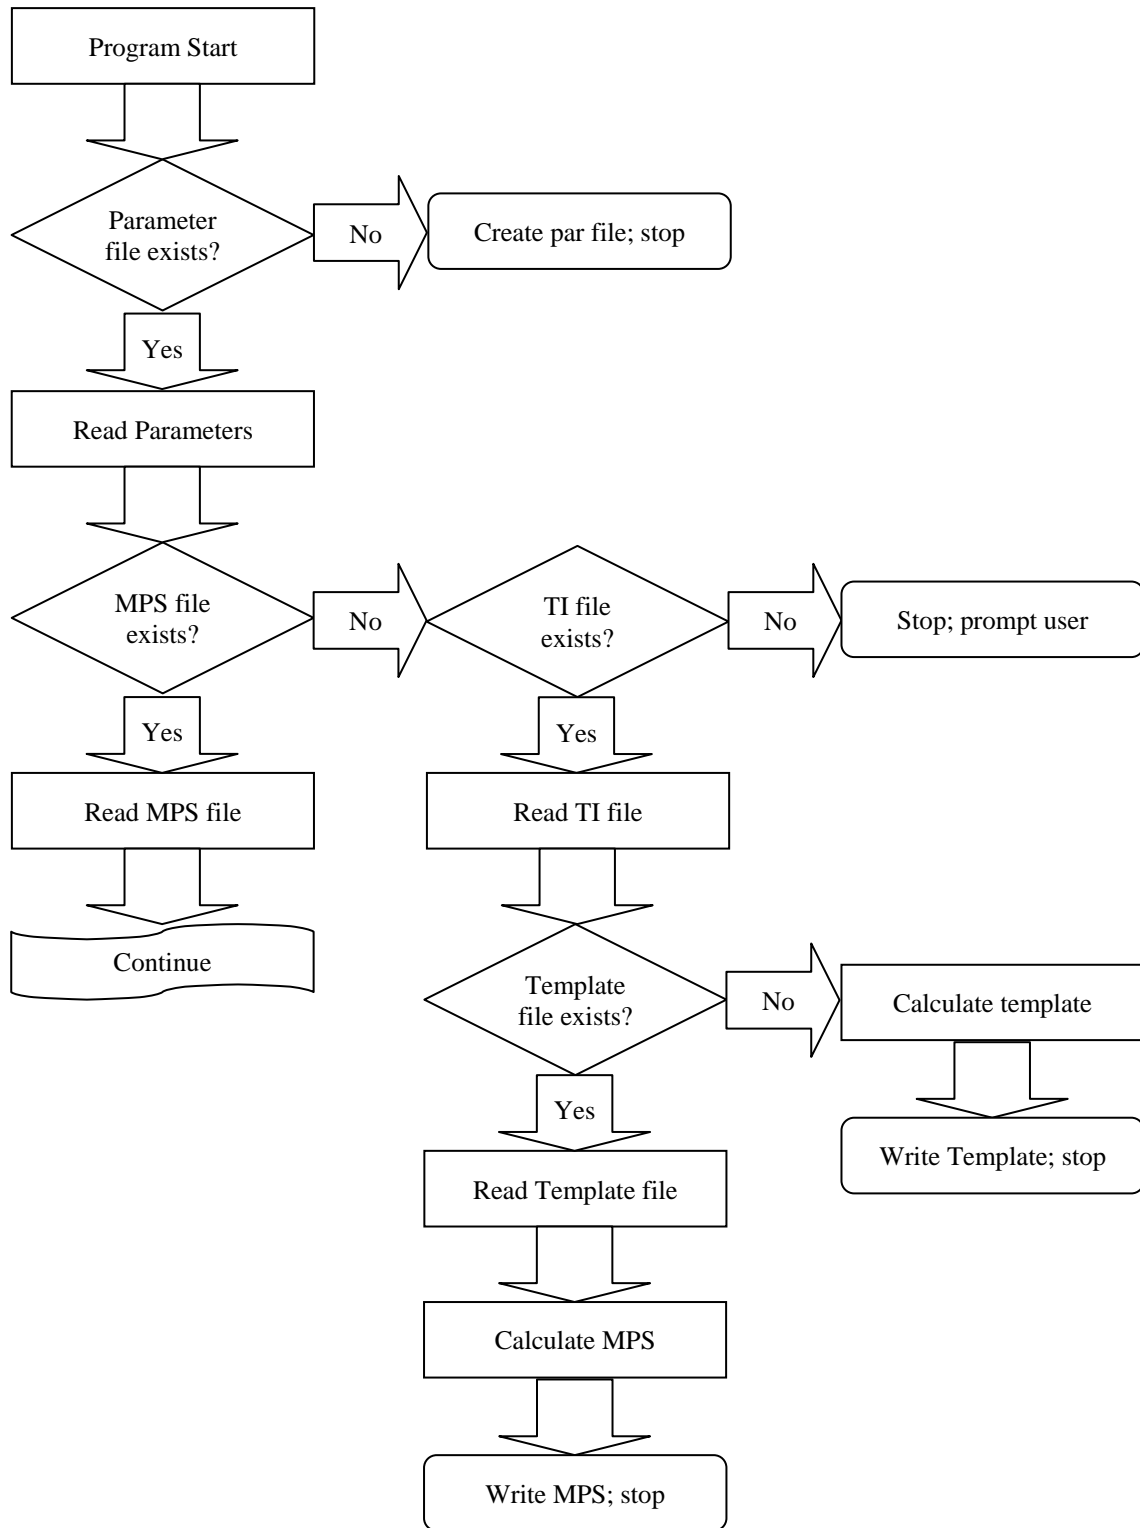 Program Start
Parameter
file exists?
No
Create par file; stop
Yes
Read Parameters
MPS file
exists?
No
TI file
exists?
No
Stop; prompt user
Yes
Yes
Read MPS file
Read TI file
Continue
Template
file exists?
No
Calculate template
Yes
Write Template; stop
Read Template file
Calculate MPS
Write MPS; stop